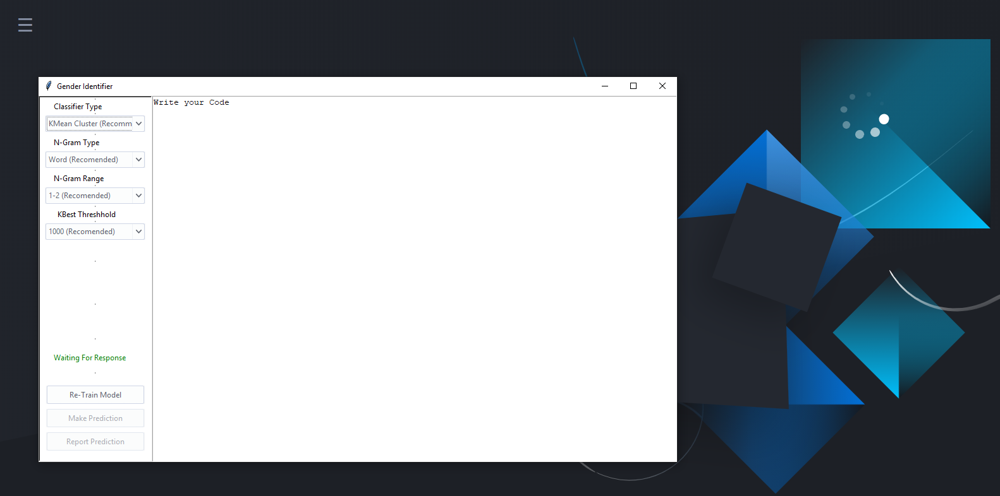 Gender Identifier
Classifier Type
KMean Cluster (Recomm
N-Gram Type
Word (Recomended)
N-Gram Range
1-2 (Recomended)
KBest Threshhold
1000 (Recomended)
Waiting For Response
Re-Train Model
Make Prediction
Report Prediction
Write your Code